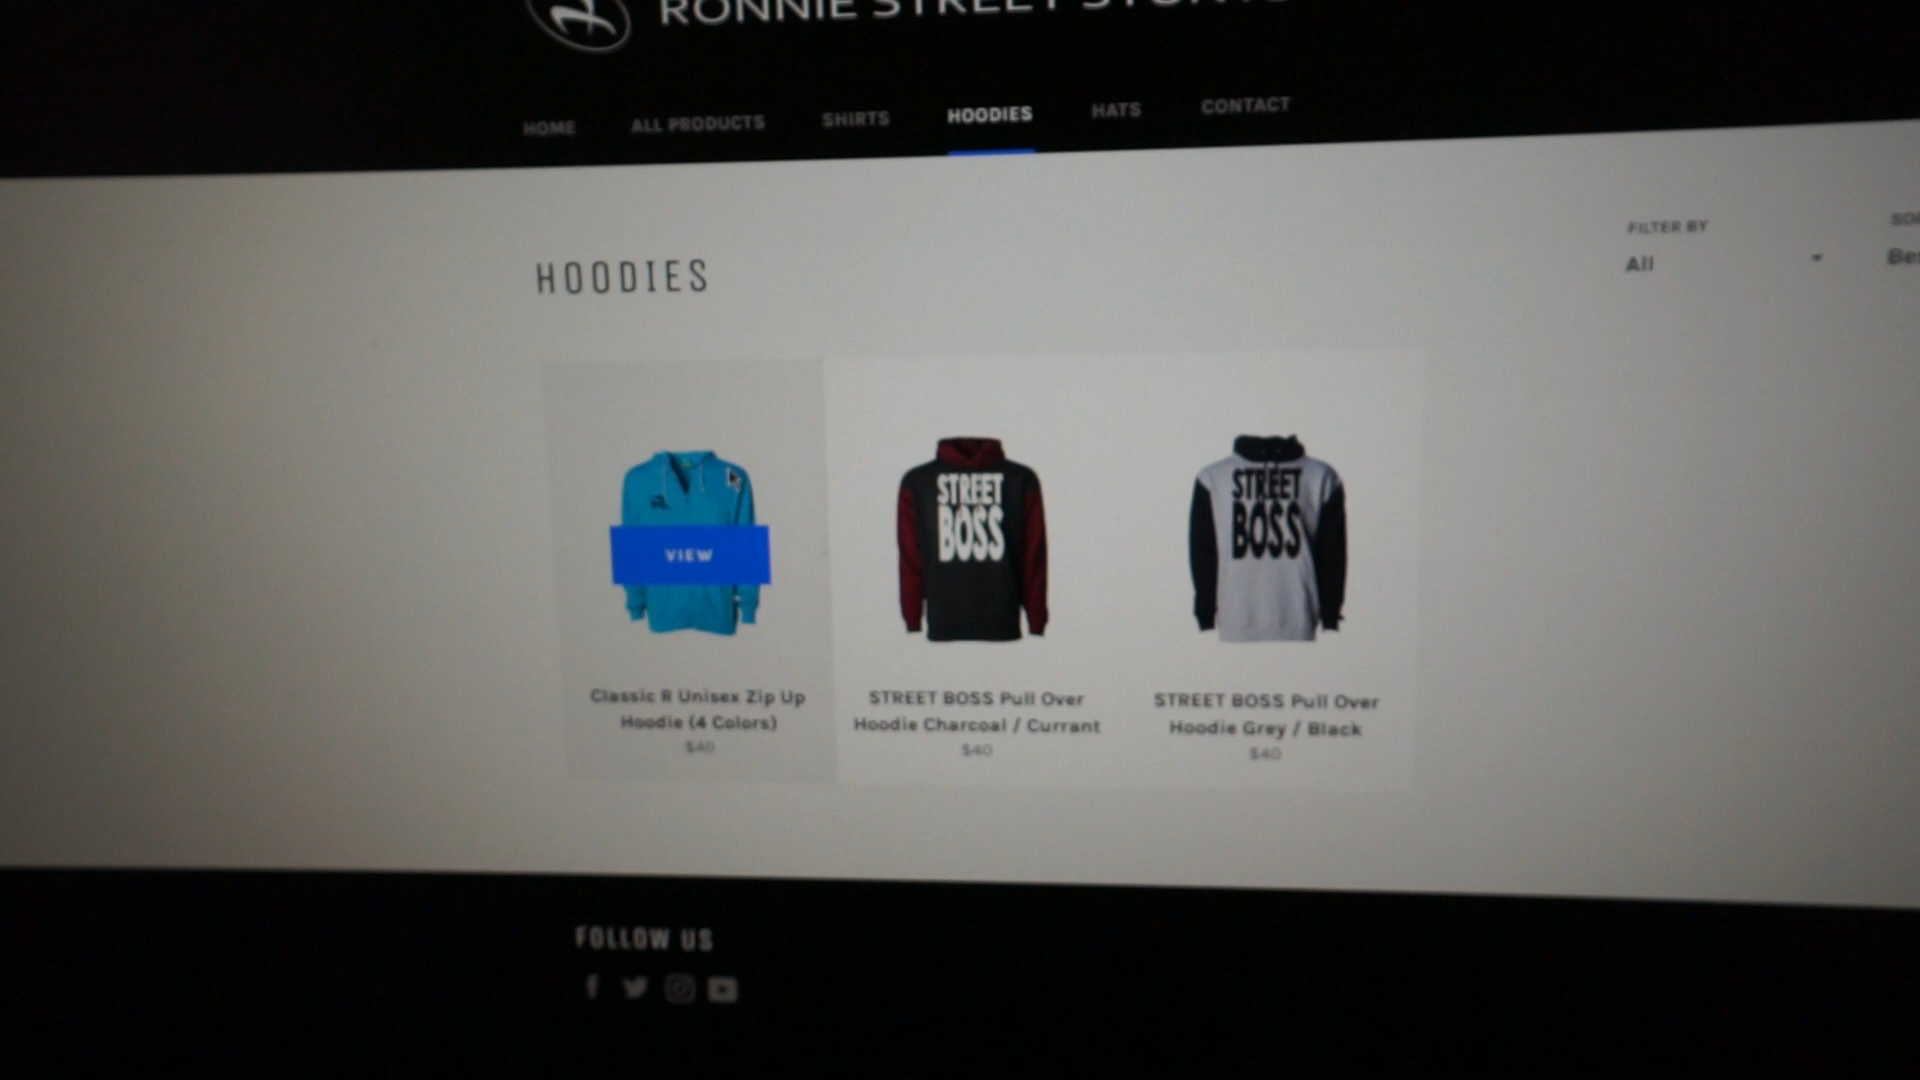 RONNIE STREET
HOME ALL PRODUCTS SHIRTS HOODIES HATS CONTACT
FILTER BY
All
HOODIES
STREET
BOSS
STREET
BOSS
VIEW
Classic R Unisex Zip Up
Hoodie (4 Colors)
$40
STREET BOSS Pull Over
Hoodie Charcoal / Currant
$40
STREET BOSS Pull Over
Hoodie Grey / Black
$40
FOLLOW US